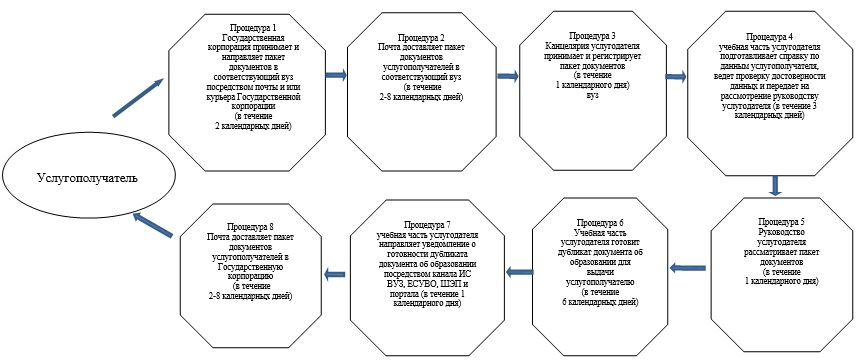 Услугополучатель
Процедура 1
Государственная
корпорация принимает и
направляет пакет
документов в
соответствующий вуз
посредством почты и или
курьера Государственной
корпорации
(в течение
2 календарных дней)
Процедура 2
Почта доставляет пакет
документов
услугополучателей в
соответствующий вуз
(в течение
2-8 календарных дней)
Процедура 3
Канцелярия услугодателя
принимает и регистрирует
пакет документов
(в течение
1 календарного дня)
вуз
Процедура 4
учебная часть услугодателя
подготавливает справку по
данным услугополучателя,
ведет проверку достоверности
данных и передает на
рассмотрение руководству
услугодателя (в течение 3
календарных дней)
Процедура 5
Руководство
услугодателя
рассматривает пакет
документов
(в течение
1 календарного дня)
Процедура 6
Учебная часть
услугодателя готовит
дубликат документа об
образовании для
выдачи
услугополучателю
(в течение
6 календарных дней)
Процедура 7
учебная часть услугодателя
направляет уведомление о
готовности дубликата
документа об образовании
посредством канала ИС
ВУЗ, ЕСУВО, ШЭП и
портала (в течение 1
календарного дня)
Процедура 8
Почта доставляет пакет
документов
услугополучателей в
Государственную
корпорацию
(в течение
2-8 календарных дней)